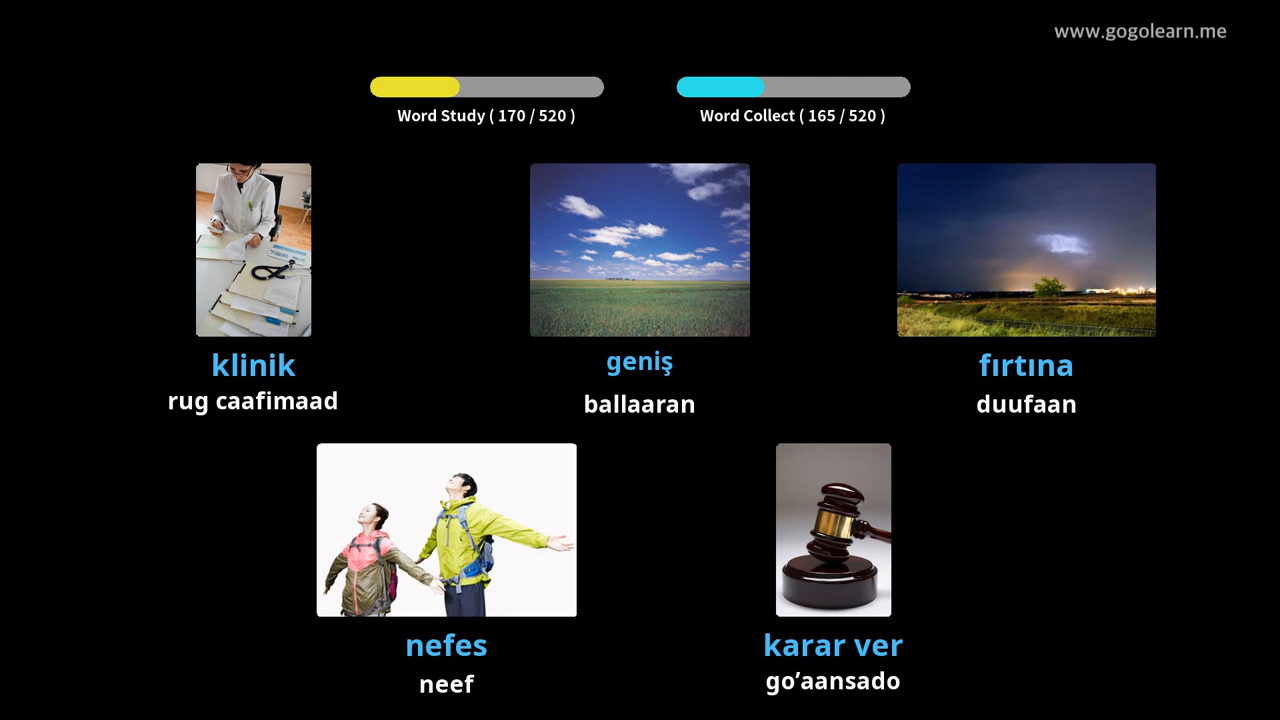 www.gogolearn.me
Word Study ( 170 / 520 )
Word Collect ( 165 / 520 )
klinik
rug caafimaad
geniş
ballaaran
fırtına
duufaan
nefes
neef
karar ver
go’aansado